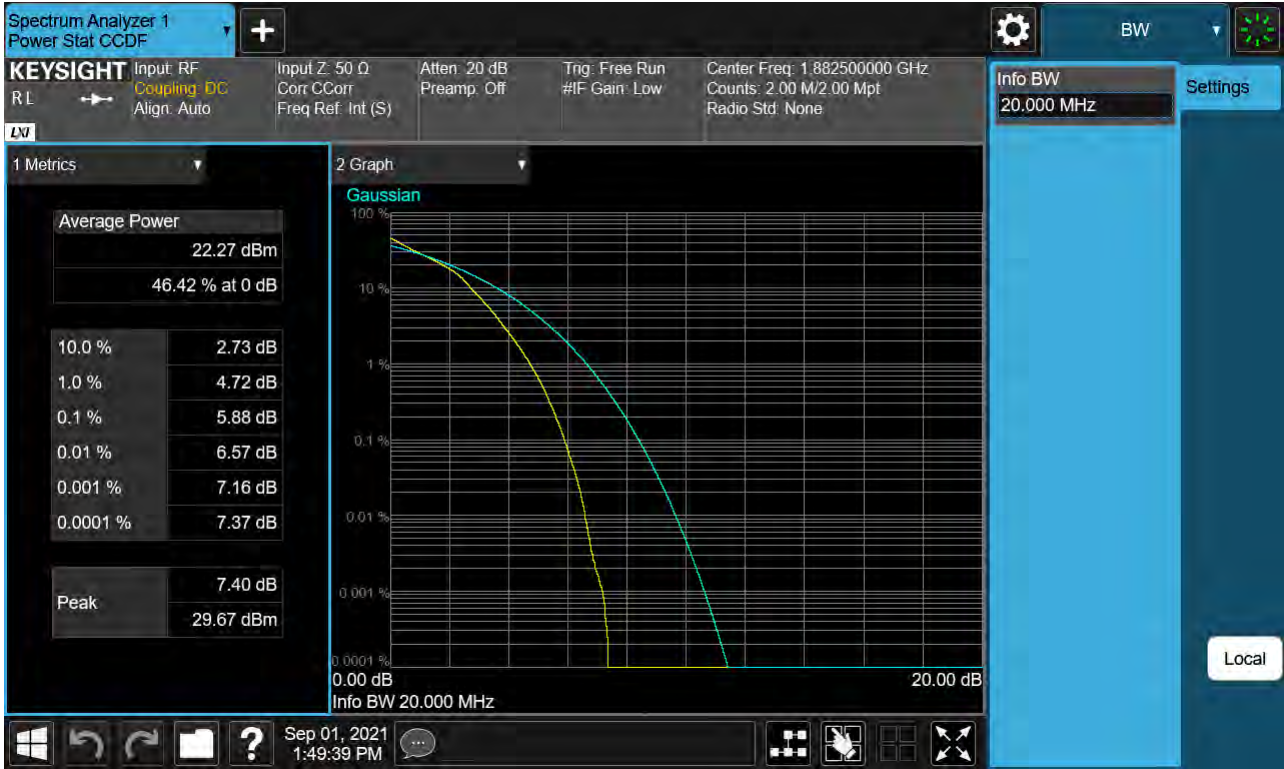 Spectrum Analyzer 1
Power Stat CCDF
+
BW
KEYSIGHT
R L
LXI
Input: RF
Coupling: DC
Align: Auto
Input Z: 50 Ω
Corr CCorr
Freq Ref: Int (S)
Atten: 20 dB
Preamp: Off
Trig: Free Run
#IF Gain: Low
Center Freq: 1.882500000 GHz
Counts: 2.00 M/2.00 Mpt
Radio Std: None
Info BW
20.000 MHz
Settings
1 Metrics
Average Power
22.27 dBm
46.42 % at 0 dB
10.0 % 2.73 dB
1.0 % 4.72 dB
0.1 % 5.88 dB
0.01 % 6.57 dB
0.001 % 7.16 dB
0.0001 % 7.37 dB
Peak
7.40 dB
29.67 dBm
2 Graph
Gaussian
100 %
10 %
1 %
0.1 %
0.01 %
0.001 %
0.0001 %
0.00 dB 20.00 dB
Info BW 20.000 MHz
Local
?
Sep 01, 2021
1:49:39 PM